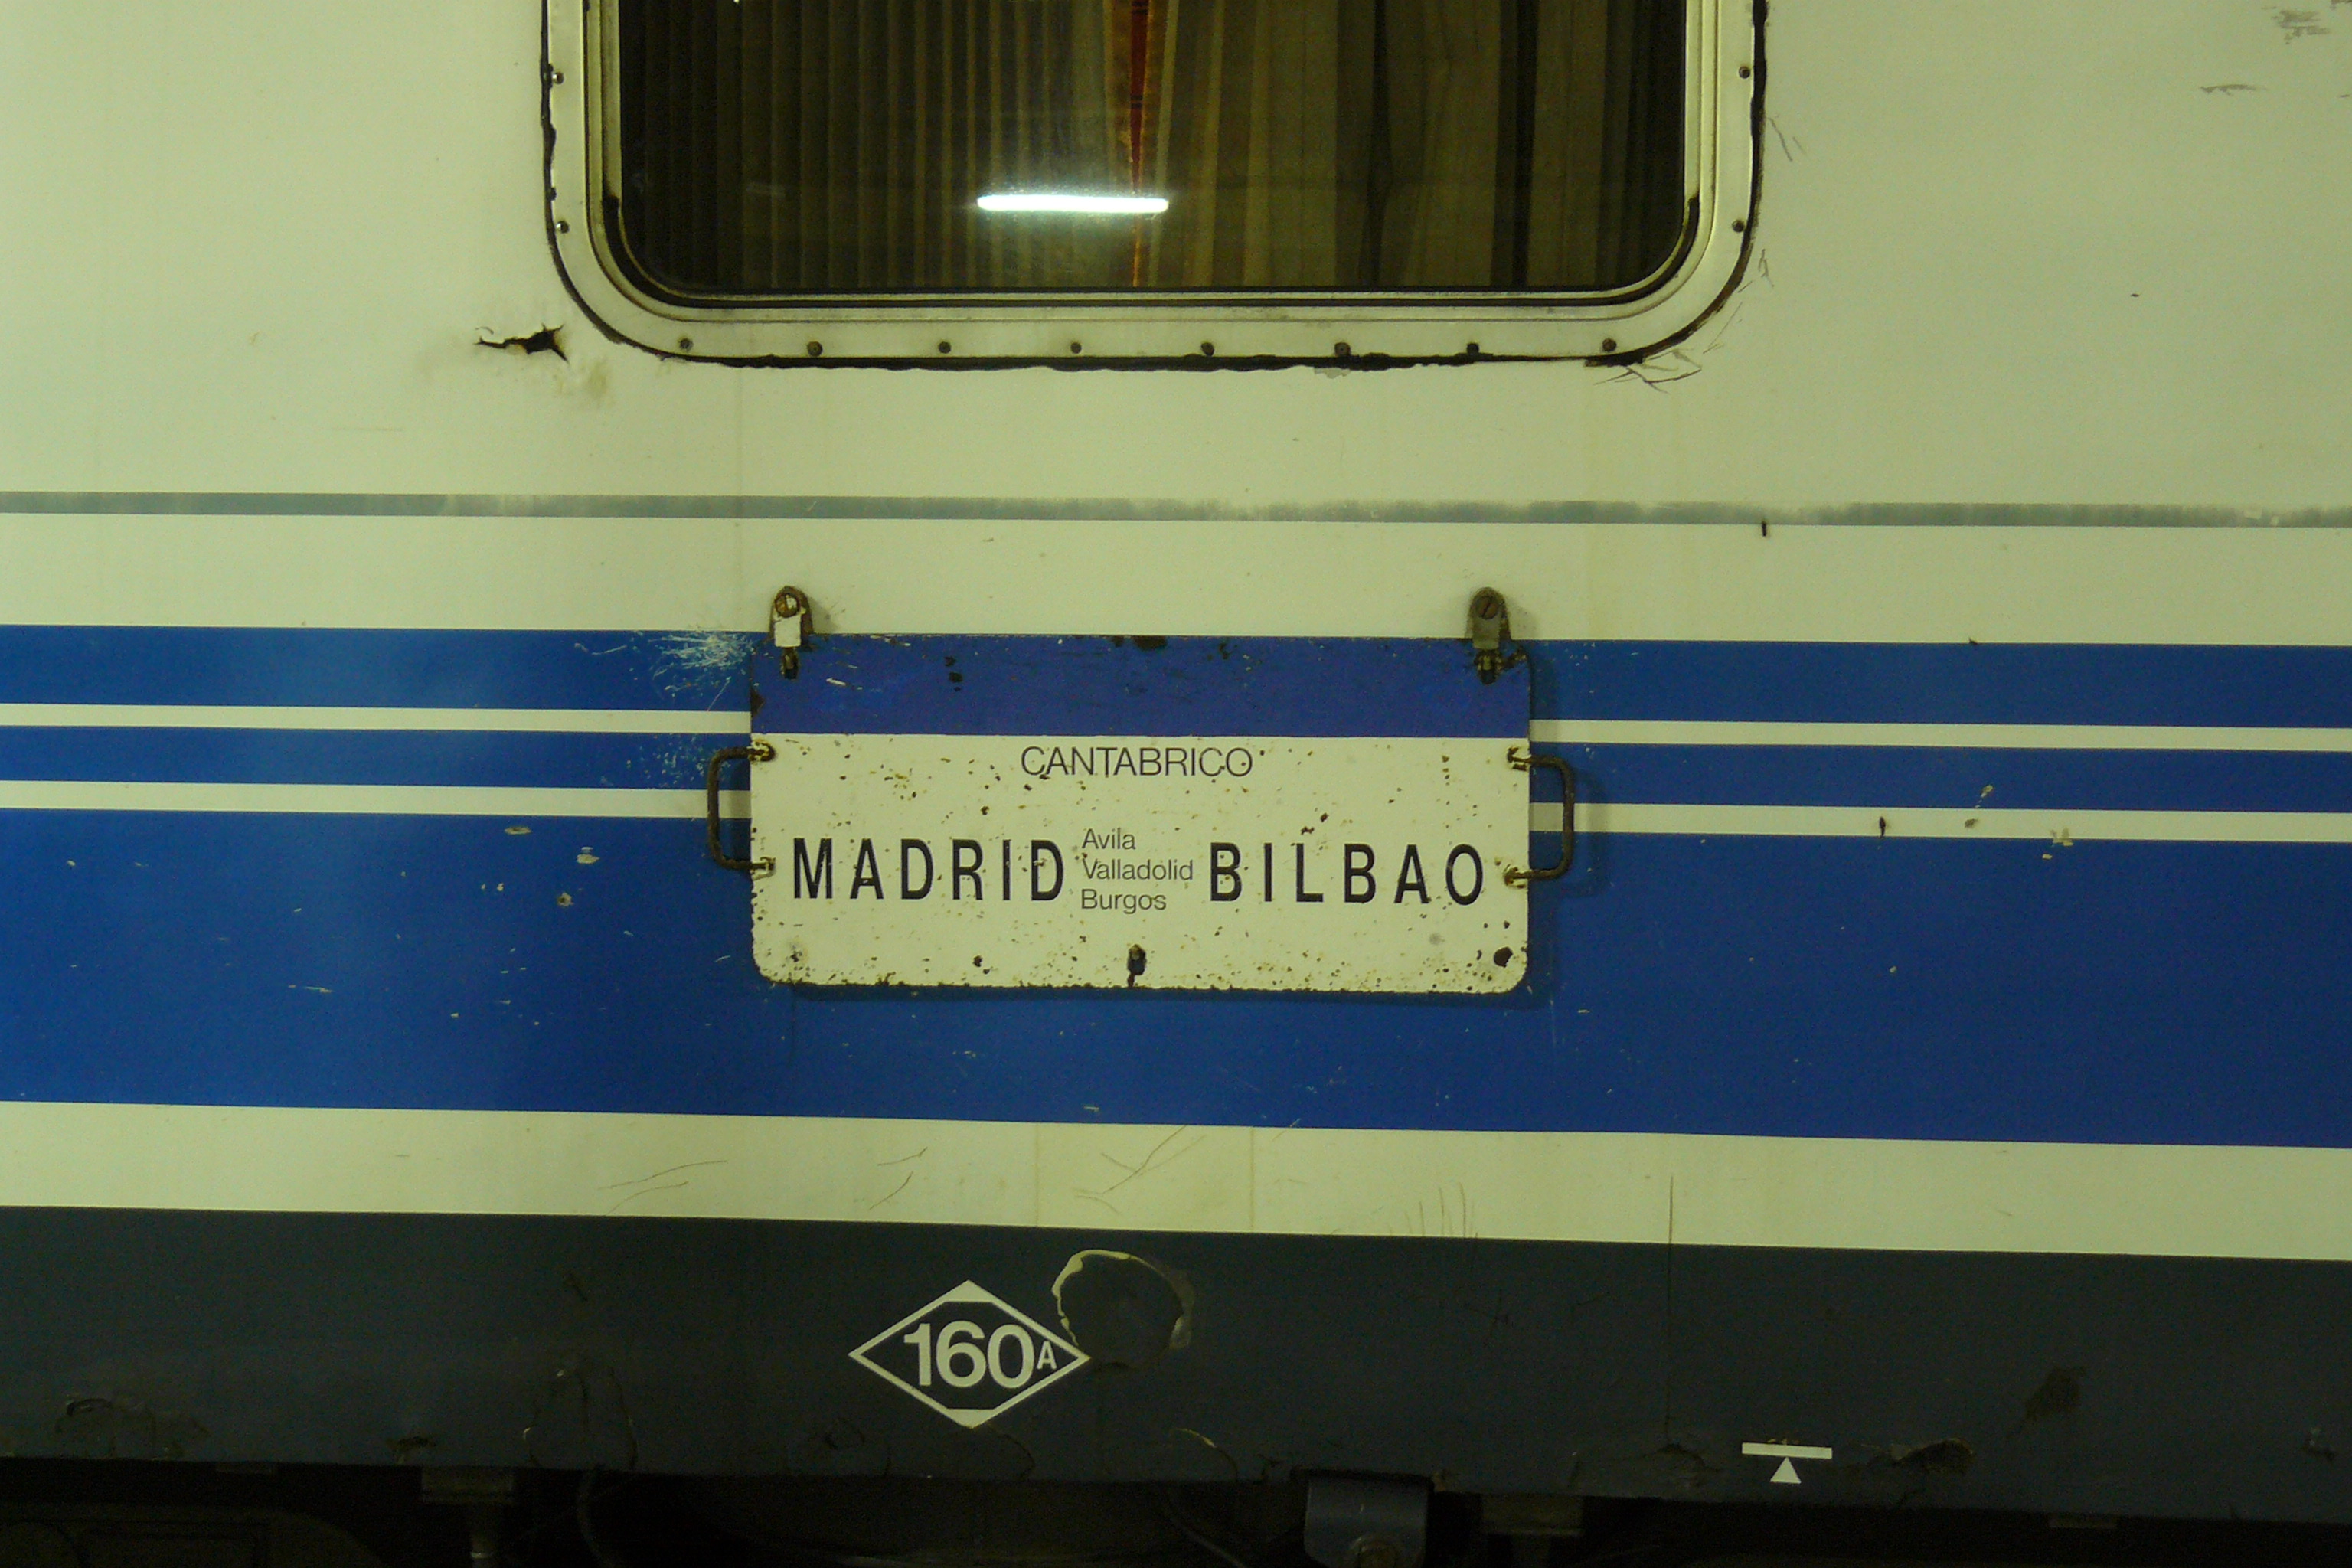 CANTABRICO
MADRID Avila BILBAO
Valladolid
Burgos
160A